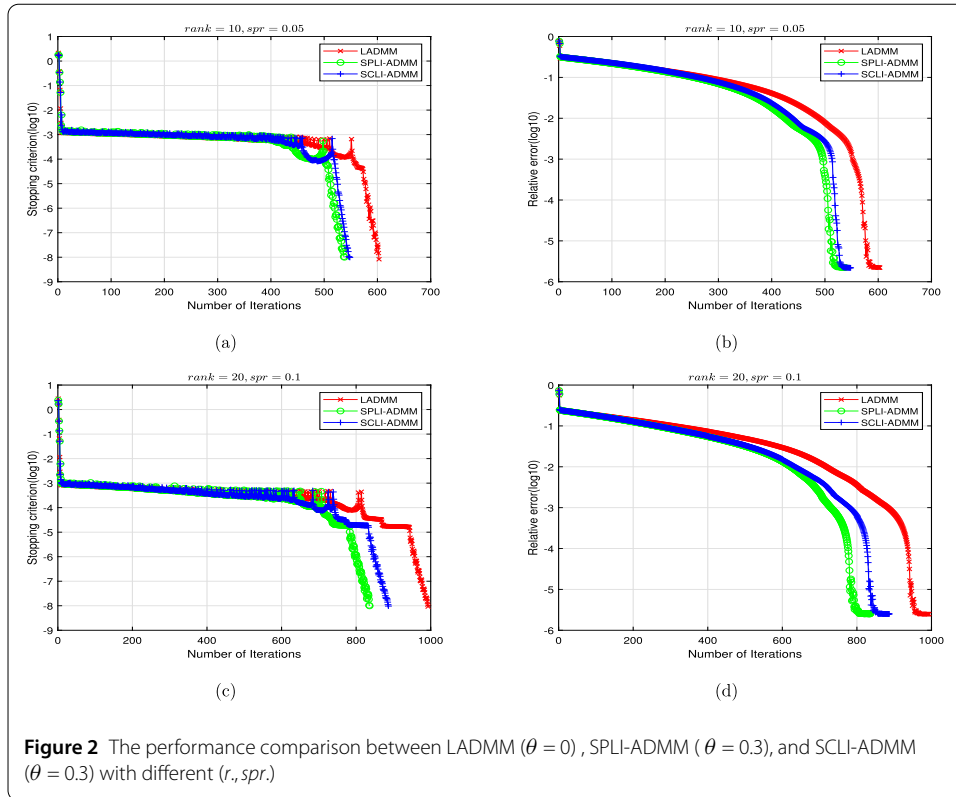 rank = 10, spr = 0.05
LADMM
SPLI-ADMM
SCLI-ADMM
Stopping criterion(log10)
1
0
-1
-2
-3
-4
-5
-6
-7
-8
-9
0 100 200 300 400 500 600 700
Number of Iterations
(a)
rank = 10, spr = 0.05
LADMM
SPLI-ADMM
SCLI-ADMM
Relative error(log10)
0
-1
-2
-3
-4
-5
-6
0 100 200 300 400 500 600 700
Number of Iterations
(b)
rank = 20, spr = 0.1
LADMM
SPLI-ADMM
SCLI-ADMM
Stopping criterion(log10)
1
0
-1
-2
-3
-4
-5
-6
-7
-8
-9
0 200 400 600 800 1000
Number of Iterations
(c)
rank = 20, spr = 0.1
LADMM
SPLI-ADMM
SCLI-ADMM
Relative error(log10)
0
-1
-2
-3
-4
-5
-6
0 200 400 600 800 1000
Number of Iterations
(d)
Figure 2 The performance comparison between LADMM (θ = 0) , SPLI-ADMM ( θ = 0.3), and SCLI-ADMM
(θ = 0.3) with different (r., spr.)